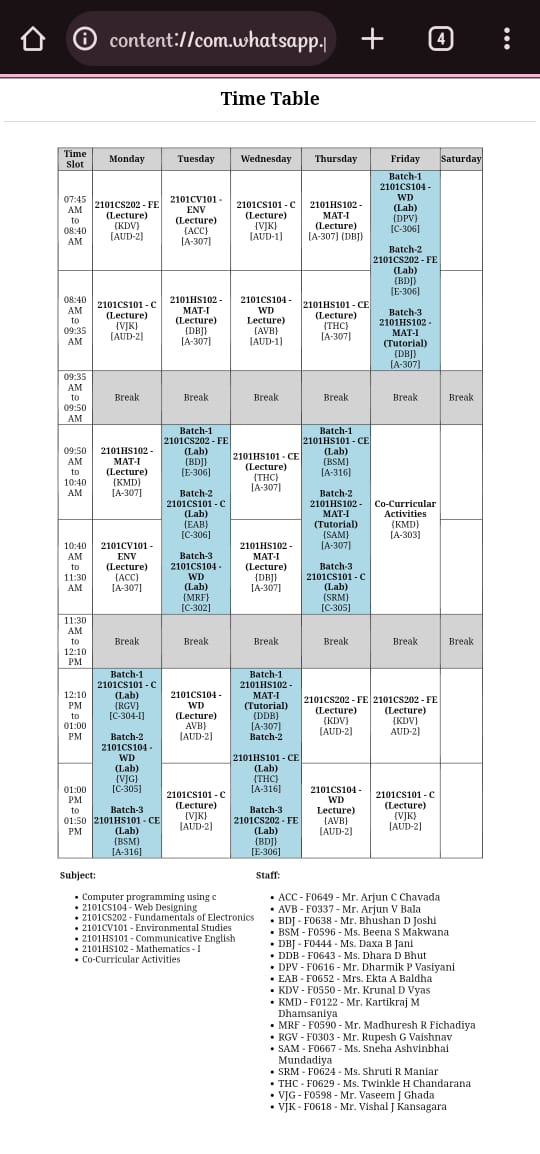 content://com.whatsapp.p
4
Time Table
Time Slot Monday Tuesday Wednesday Thursday Friday Saturday
07:45
AM
to
08:40
AM
2101CS202 - FE
(Lecture)
{KDV}
[AUD-2]
2101CV101 -
ENV
(Lecture)
{ACC}
[A-307]
2101CS101 - C
(Lecture)
{VJK}
[AUD-1]
2101HS102 -
MAT-I
(Lecture)
[A-307] {DBJ}
Batch-1
2101CS104 -
WD
(Lab)
{DPV}
[C-306]
Batch-2
2101CS202 - FE
(Lab)
{BDJ}
[E-306]
Batch-3
2101HS102 -
MAT-I
(Tutorial)
{DBJ}
[A-307]
08:40
AM
to
09:35
AM
2101CS101 - C
(Lecture)
{VJK}
[AUD-2]
2101HS102 -
MAT-I
(Lecture)
{DBJ}
[A-307]
2101CS104 -
WD
Lecture)
{AVB}
[AUD-1]
2101HS101 - CE
(Lecture)
{THC}
[A-307]
09:35
AM
to
09:50
AM
Break Break Break Break Break Break
09:50
AM
to
10:40
AM
2101HS102 -
MAT-I
(Lecture)
{KMD}
[A-307]
Batch-1
2101CS202 - FE
(Lab)
{BDJ}
[E-306]
Batch-2
2101CS101 - C
(Lab)
{EAB}
[C-306]
Batch-3
2101CS104 -
WD
(Lab)
{MRF}
[C-302]
2101HS101 - CE
(Lecture)
{THC}
[A-307]
Batch-1
2101HS101 - CE
(Lab)
{BSM}
[A-316]
Batch-2
2101HS102 -
MAT-I
(Tutorial)
{SAM}
[A-307]
Batch-3
2101CS101 - C
(Lab)
{SRM}
[C-305]
Co-Curricular
Activities
{KMD}
[A-303]
10:40
AM
to
11:30
AM
2101CV101 -
ENV
(Lecture)
{ACC}
[A-307]
2101HS102 -
MAT-I
(Lecture)
{DBJ}
[A-307]
11:30
AM
to
12:10
PM
Break Break Break Break Break Break
12:10
PM
to
01:00
PM
Batch-1
2101CS101 - C
(Lab)
{RGV}
[C-304-I]
Batch-2
2101CS104 -
WD
(Lab)
{VJG}
[C-305]
Batch-3
2101HS101 - CE
(Lab)
{BSM}
[A-316]
2101CS104 -
WD
(Lecture)
AVB}
[AUD-2]
Batch-1
2101HS102 -
MAT-I
(Tutorial)
{DDB}
[A-307]
Batch-2
2101HS101 - CE
(Lab)
{THC}
[A-316]
Batch-3
2101CS202 - FE
(Lab)
{BDJ}
[E-306]
2101CS202 - FE
(Lecture)
{KDV}
[AUD-2]
2101CS202 - FE
(Lecture)
{KDV}
AUD-2]
01:00
PM
to
01:50
PM
2101CS101 - C
(Lecture)
{VJK}
[AUD-2]
2101CS104 -
WD
Lecture)
{AVB}
[AUD-2]
2101CS101 - C
(Lecture)
{VJK}
[AUD-2]
Subject:
• Computer programming using c
• 2101CS104 - Web Designing
• 2101CS202 - Fundamentals of Electronics
• 2101CV101 - Environmental Studies
• 2101HS101 - Communicative English
• 2101HS102 - Mathematics - I
• Co-Curricular Activities
Staff:
• ACC - F0649 - Mr. Arjun C Chavada
• AVB - F0337 - Mr. Arjun V Bala
• BDJ - F0638 - Mr. Bhushan D Joshi
• BSM - F0596 - Ms. Beena S Makwana
• DBJ - F0444 - Ms. Daxa B Jani
• DDB - F0643 - Ms. Dhara D Bhut
• DPV - F0616 - Mr. Dharmik P Vasiyani
• EAB - F0652 - Mrs. Ekta A Baldha
• KDV - F0550 - Mr. Krunal D Vyas
• KMD - F0122 - Mr. Kartikraj M
Dhamsaniya
• MRF - F0590 - Mr. Madhuresh R Fichadiya
• RGV - F0303 - Mr. Rupesh G Vaishnav
• SAM - F0667 - Ms. Sneha Ashvinbhai
Mundadiya
• SRM - F0624 - Ms. Shruti R Maniar
• THC - F0629 - Ms. Twinkle H Chandarana
• VJG - F0598 - Mr. Vaseem J Ghada
• VJK - F0618 - Mr. Vishal J Kansagara